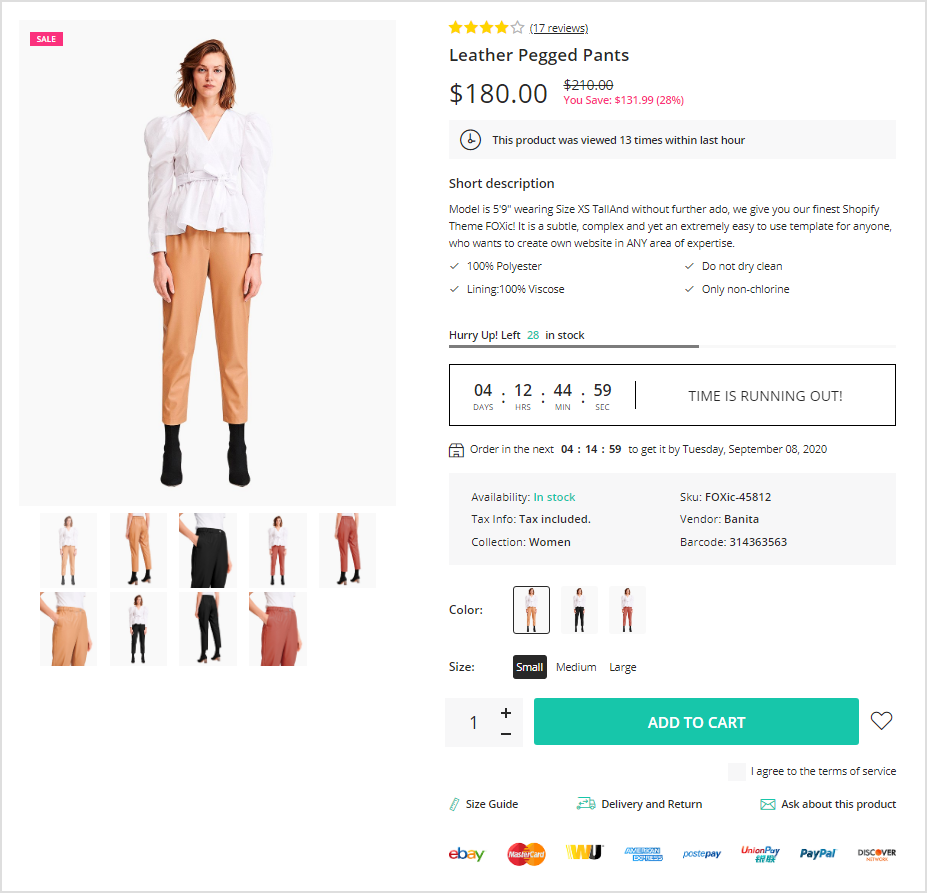 SALE
(17 reviews)
Leather Pegged Pants
$180.00
$210.00
You Save: $131.99 (28%)
This product was viewed 13 times within last hour
Short description
Model is 5'9" wearing Size XS TallAnd without further ado, we give you our finest Shopify
Theme FOXic! It is a subtle, complex and yet an extremely easy to use template for anyone,
who wants to create own website in ANY area of expertise.
100% Polyester
Do not dry clean
Lining:100% Viscose
Only non-chlorine
Hurry Up! Left 28 in stock
04 : 12 : 44 : 59
DAYS HRS MIN SEC
TIME IS RUNNING OUT!
Order in the next 04 : 14 : 59 to get it by Tuesday, September 08, 2020
Availability: In stock
Sku: FOXic-45812
Tax Info: Tax included.
Vendor: Banita
Collection: Women
Barcode: 314363563
Color:
Size: Small Medium Large
1 + −
ADD TO CART
I agree to the terms of service
Size Guide
Delivery and Return
Ask about this product
ebay
MasterCard
WU
AMERICAN EXPRESS
postepay
UnionPay
银联
PayPal
DISCOVER
NETWORK